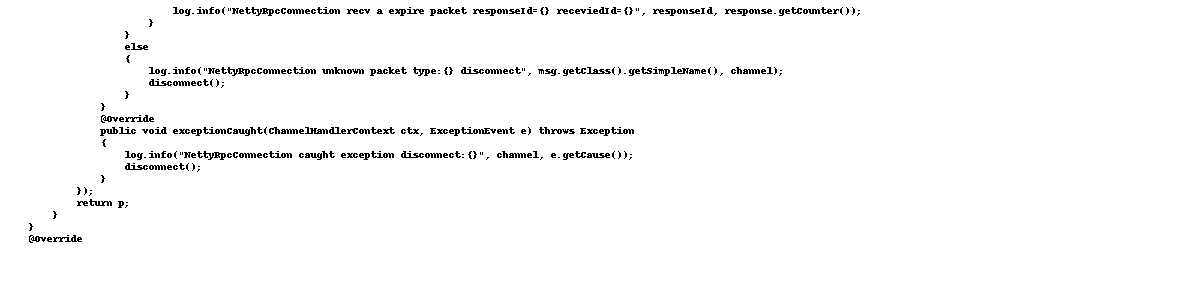 log.info("NettyRpcConnection recv a expire packet responseId={} receviedId={}", responseId, response.getCounter());
}
}
else
{
log.info("NettyRpcConnection unknown packet type:{} disconnect", msg.getClass().getSimpleName(), channel);
disconnect();
}
}
@Override
public void exceptionCaught(ChannelHandlerContext ctx, ExceptionEvent e) throws Exception
{
log.info("NettyRpcConnection caught exception disconnect:{}", channel, e.getCause());
disconnect();
}
});
return p;
}
}
@Override